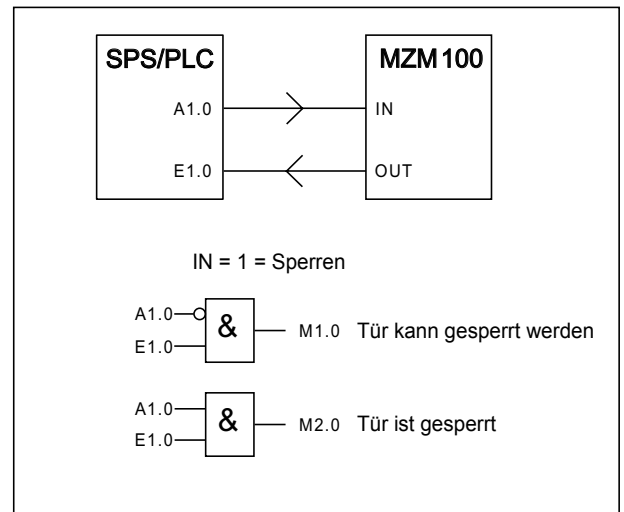 SPS/PLC
MZM 100
A1.0
IN
E1.0
OUT
IN = 1 = Sperren
A1.0
&
M1.0 Tür kann gesperrt werden
E1.0
A1.0
&
M2.0 Tür ist gesperrt
E1.0